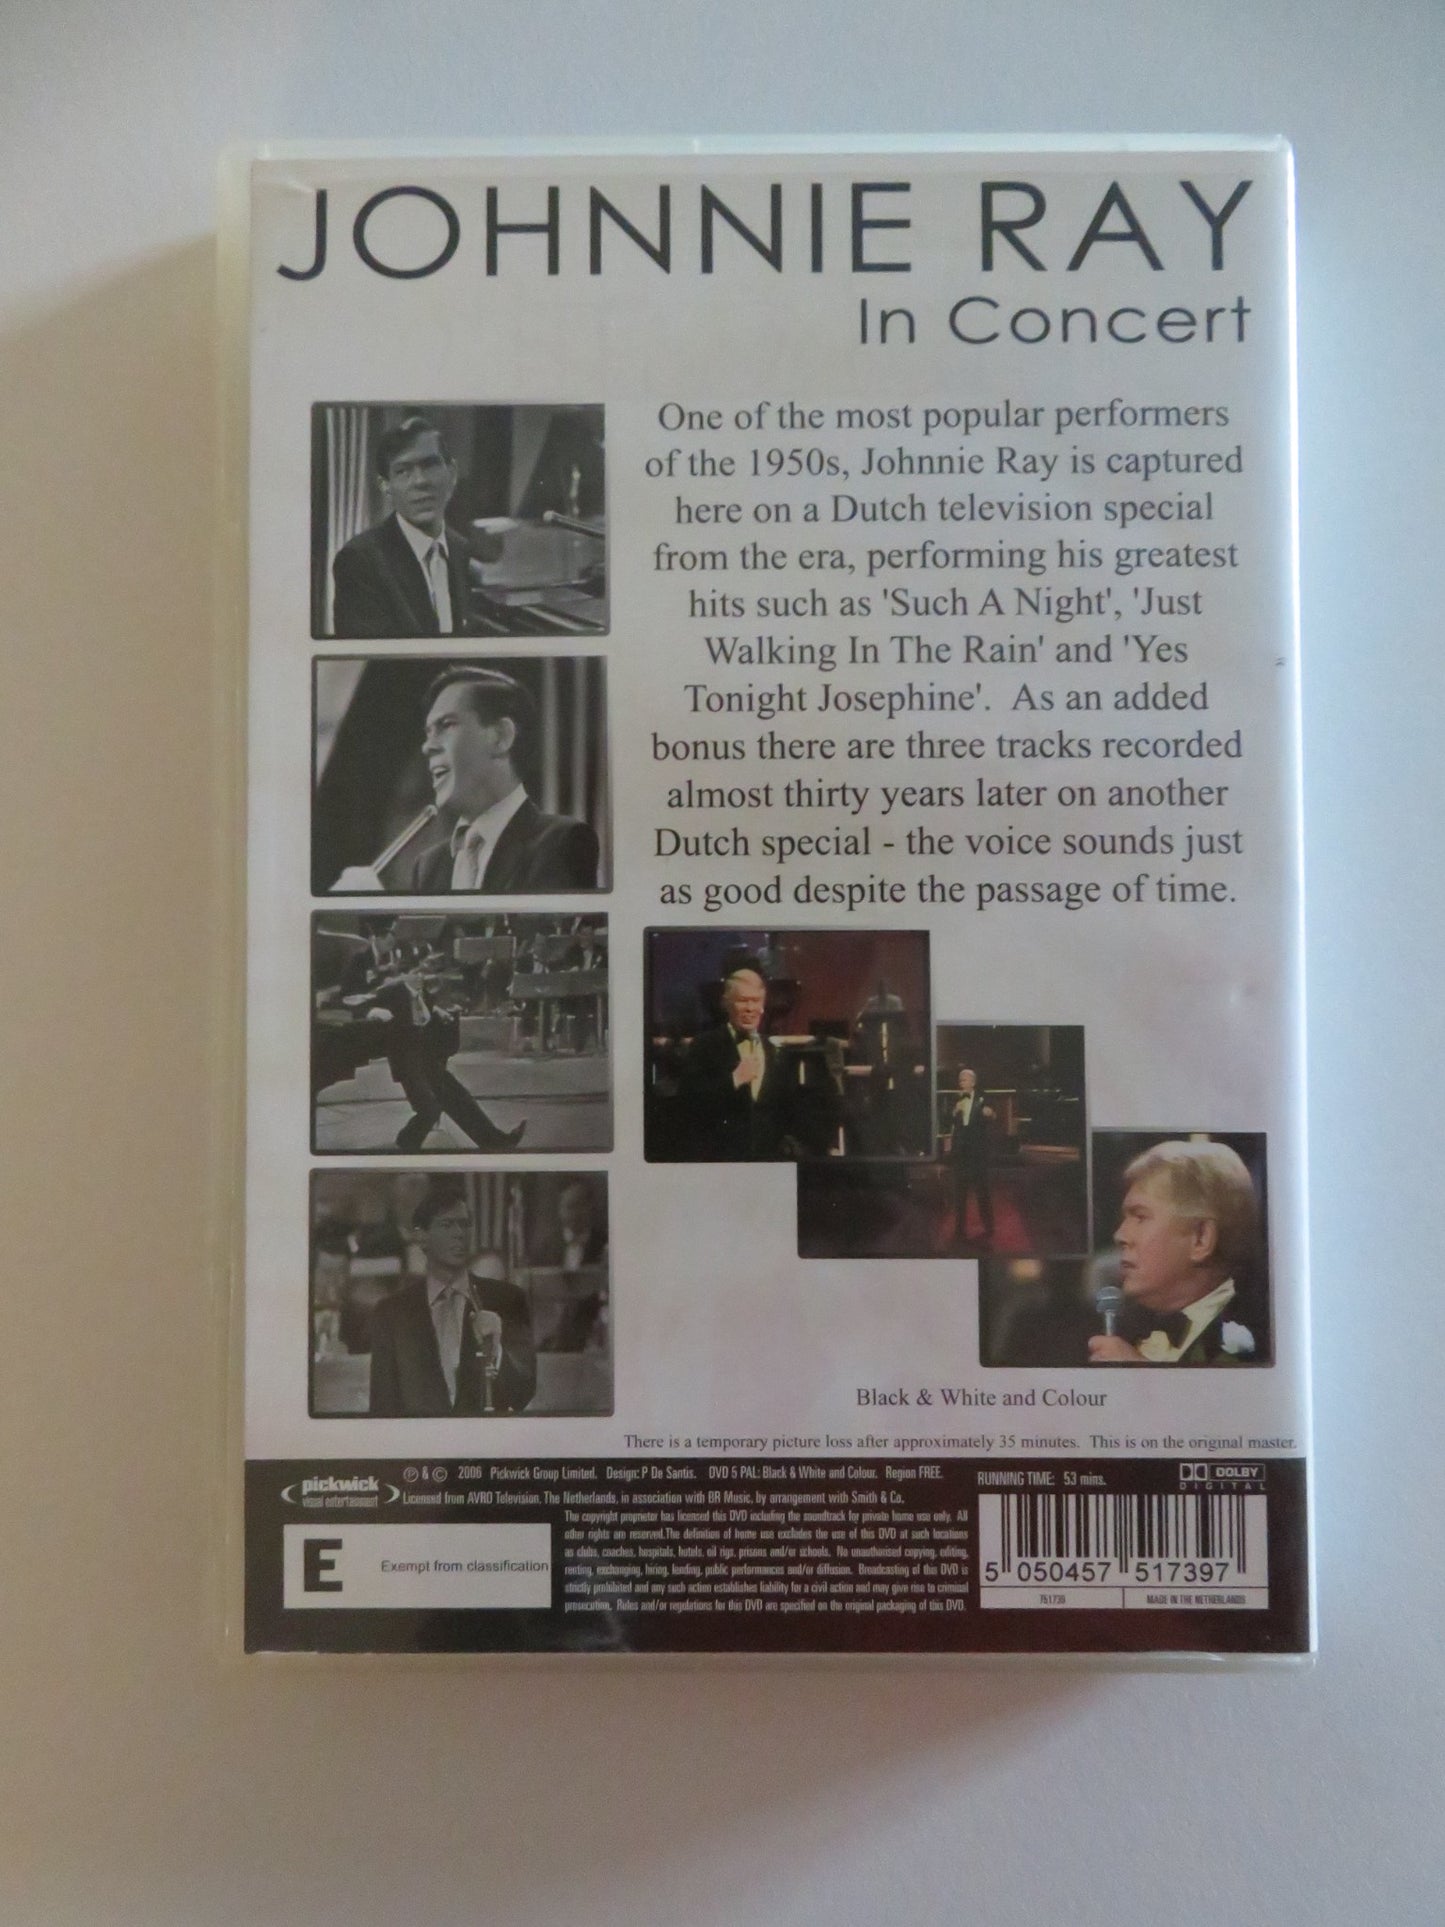 JOHNNIE RAY
In Concert
One of the most popular performers
of the 1950s, Johnnie Ray is captured
here on a Dutch television special
from the era, performing his greatest
hits such as 'Such A Night', 'Just
Walking In The Rain' and 'Yes
Tonight Josephine'.  As an added
bonus there are three tracks recorded
almost thirty years later on another
Dutch special - the voice sounds just
as good despite the passage of time.
Black & White and Colour
There is a temporary picture loss after approximately 35 minutes.  This is on the original master.
pickwick
visual entertainment
℗ & © 2006 Pickwick Group Limited. Design: P De Santis. DVD 5 PAL: Black & White and Colour. Region FREE.
Licensed from AVRO Television, The Netherlands, in association with BR Music, by arrangement with Smith & Co.
E
Exempt from classification
The copyright proprietor has licensed this DVD including the soundtrack for private home use only. All
other rights are reserved.The definition of home use excludes the use of this DVD at such locations
as clubs, coaches, hospitals, hotels, oil rigs, prisons and/or schools. No unauthorised copying, editing,
renting, exchanging, hiring, lending, public performances and/or diffusion. Broadcasting of this DVD is
strictly prohibited and any such action establishes liability for a civil action and may give rise to criminal
prosecution. Rules and/or regulations for this DVD are specified on the original packaging of this DVD.
RUNNING TIME: 53 mins.
DOLBY
DIGITAL
5 050457 517397
751739
MADE IN THE NETHERLANDS